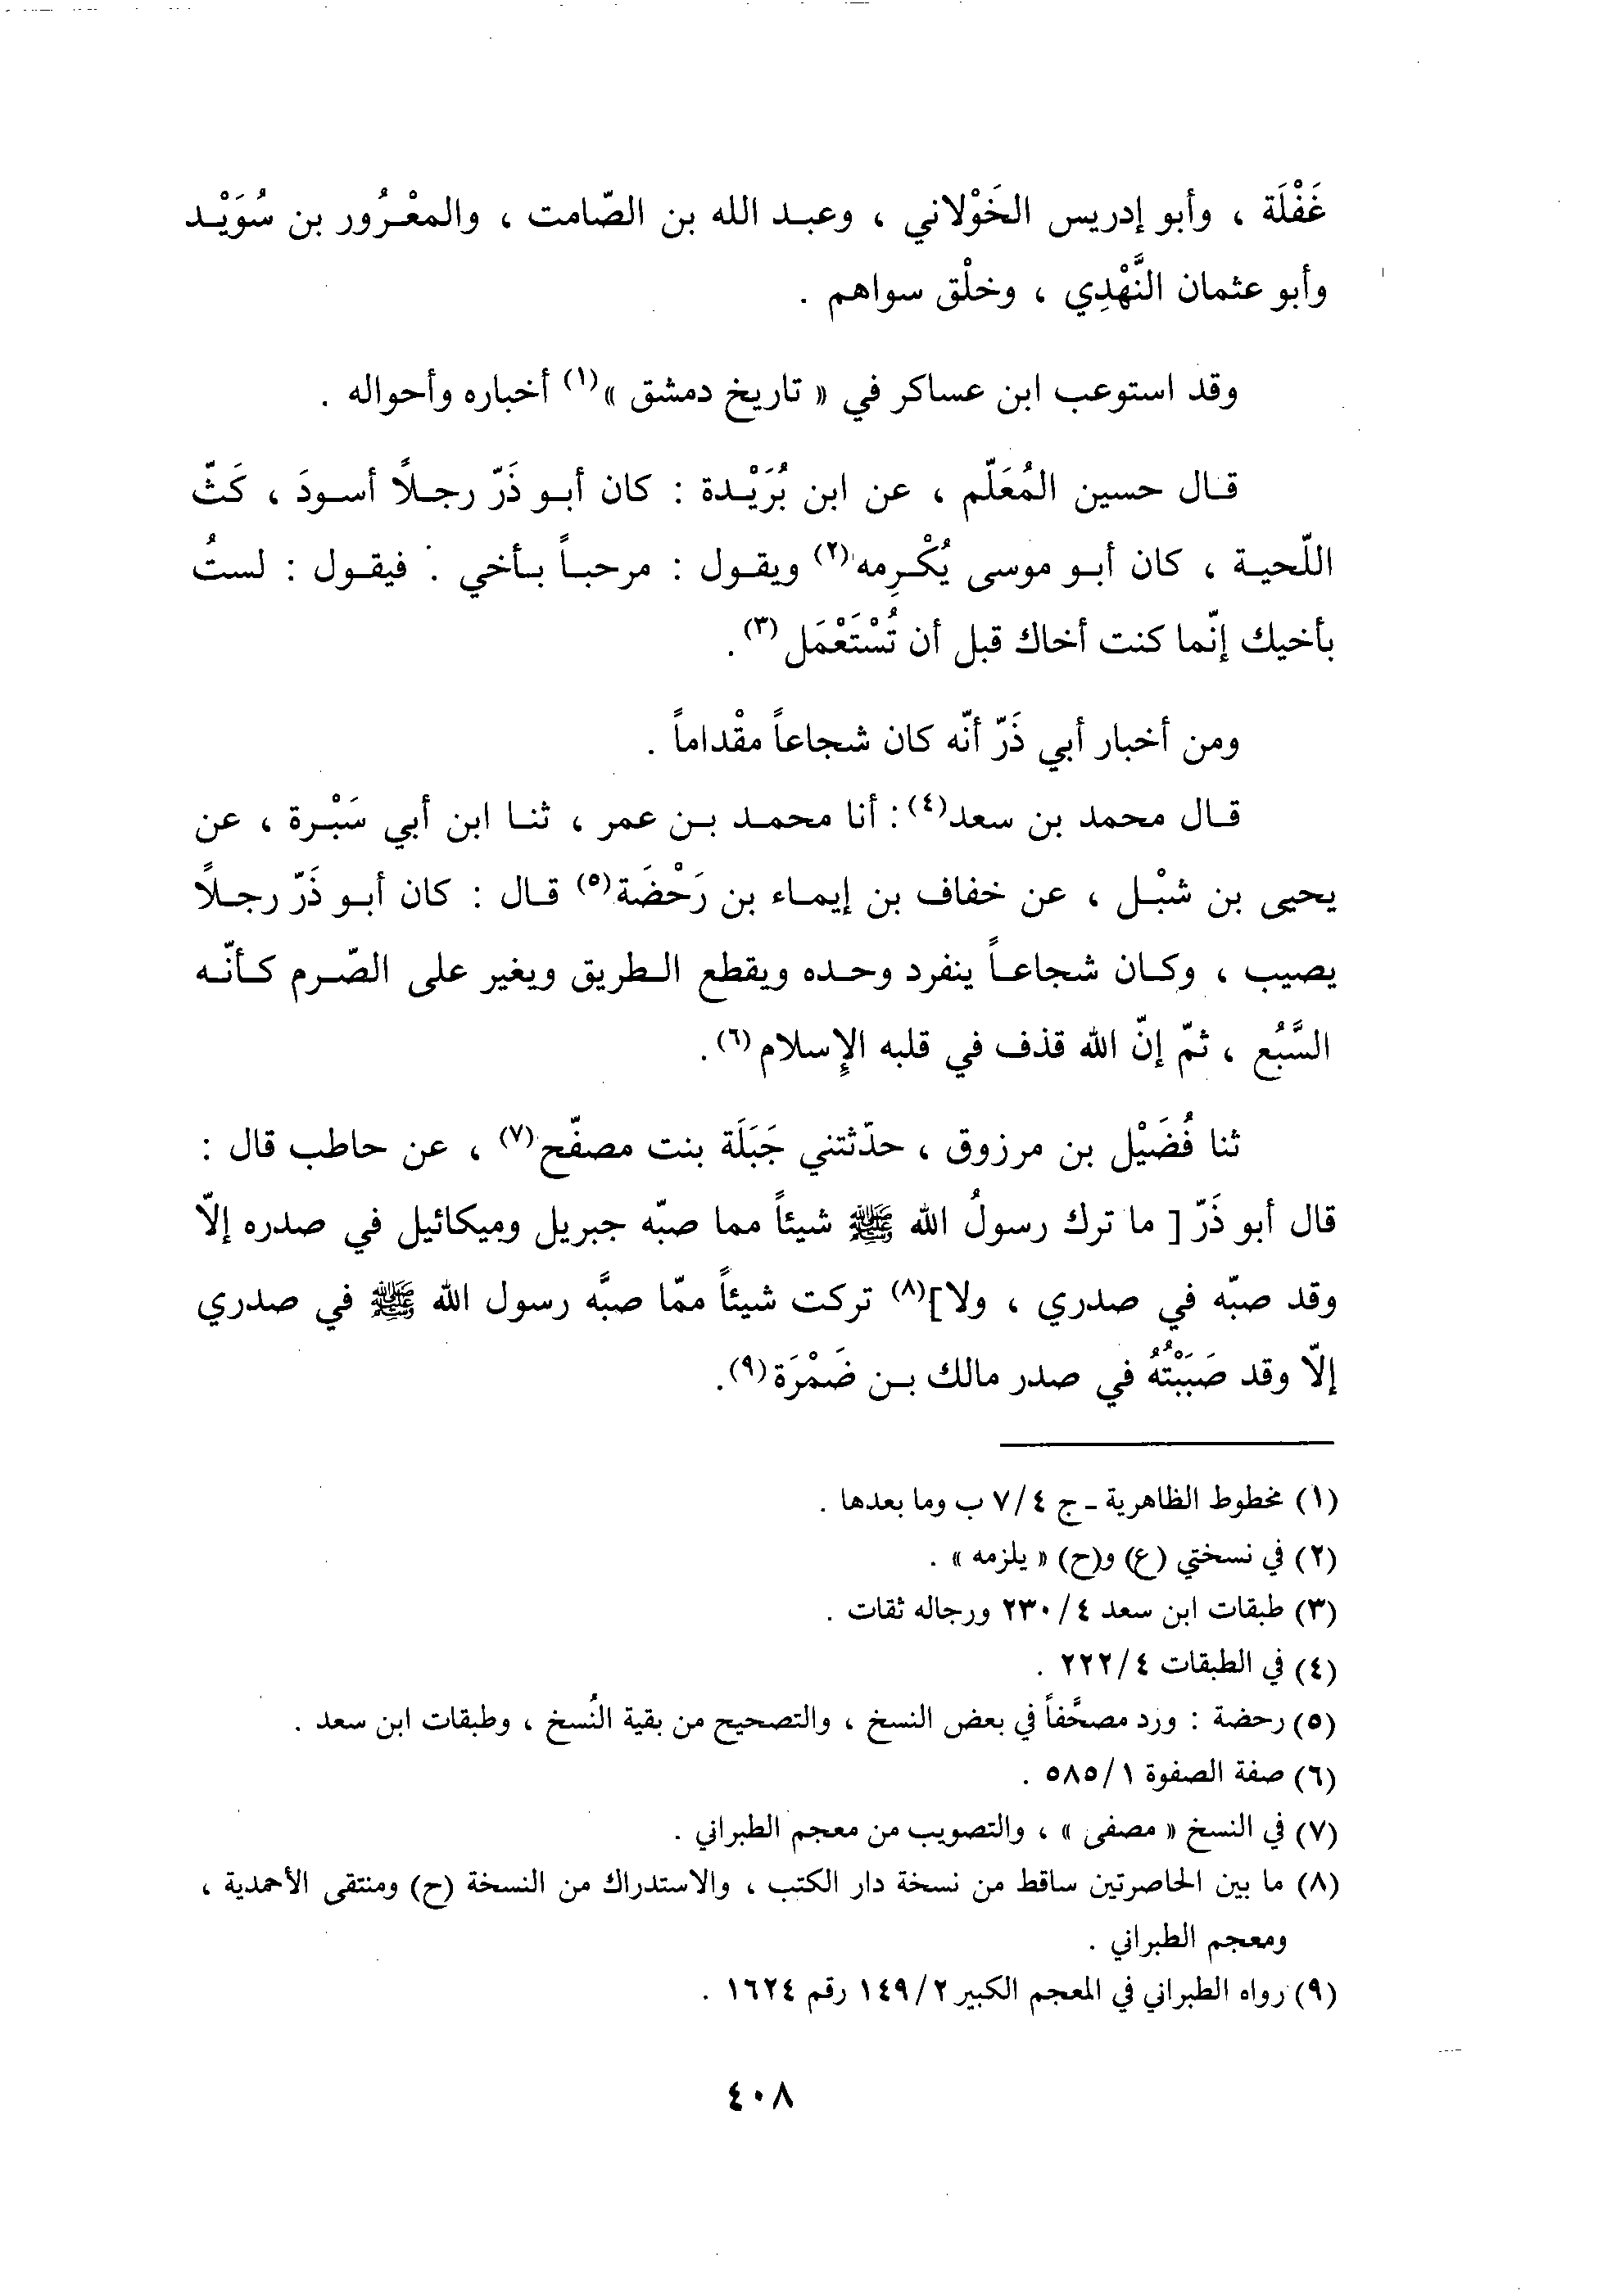 غَفْلَة ، وأبو إدريس الخَوْلاني ، وعبد الله بن الصّامت ، والمعْرُور بن سُوَيْد
وأبو عثمان النَّهْدِي ، وخلْق سواهم .
وقد استوعب ابن عساكر في « تاريخ دمشق »(١) أخباره وأحواله .
قال حسين المُعَلّم ، عن ابن بُرَيْدة : كان أبو ذَرّ رجلاً أسودَ ، كَثّ
اللّحية ، كان أبو موسى يُكْرِمه(٢) ويقول : مرحباً بأخي . فيقول : لستُ
بأخيك إنّما كنت أخاك قبل أن تُسْتَعْمَل (٣) .
ومن أخبار أبي ذَرّ أنّه كان شجاعاً مقْداماً .
قال محمد بن سعد(٤) : أنا محمد بن عمر ، ثنا ابن أبي سَبْرة ، عن
يحيى بن شبْل ، عن خفاف بن إيماء بن رَحْضَة(٥) قال : كان أبو ذَرّ رجلاً
يصيب ، وكان شجاعاً ينفرد وحده ويقطع الطريق ويغير على الصّرم كأنّه
السَّبُع ، ثمّ إنّ الله قذف في قلبه الإسلام (٦) .
ثنا فُضَيْل بن مرزوق ، حدّثتني جَبَلَة بنت مصفّح(٧) ، عن حاطب قال :
قال أبو ذَرّ [ ما ترك رسولُ الله ﷺ شيئاً مما صبّه جبريل وميكائيل في صدره إلّا
وقد صبّه في صدري ، ولا](٨) تركت شيئاً ممّا صبَّه رسول الله ﷺ في صدري
إلّا وقد صَبَبْتُهُ في صدر مالك بن ضَمْرَة (٩) .
(١) مخطوط الظاهرية - ج ٧/٤ ب وما بعدها .
(٢) في نسختي (ع) و(ح) « يلزمه » .
(٣) طبقات ابن سعد ٢٣٠/٤ ورجاله ثقات .
(٤) في الطبقات ٢٢٢/٤ .
(٥) رحضة : ورد مصحَّفاً في بعض النسخ ، والتصحيح من بقية النُسخ ، وطبقات ابن سعد .
(٦) صفة الصفوة ٥٨٥/١ .
(٧) في النسخ « مصفى » ، والتصويب من معجم الطبراني .
(٨) ما بين الحاصرتين ساقط من نسخة دار الكتب ، والاستدراك من النسخة (ح) ومنتقى الأحمدية ،
ومعجم الطبراني .
(٩) رواه الطبراني في المعجم الكبير ١٤٩/٢ رقم ١٦٢٤ .
٤٠٨